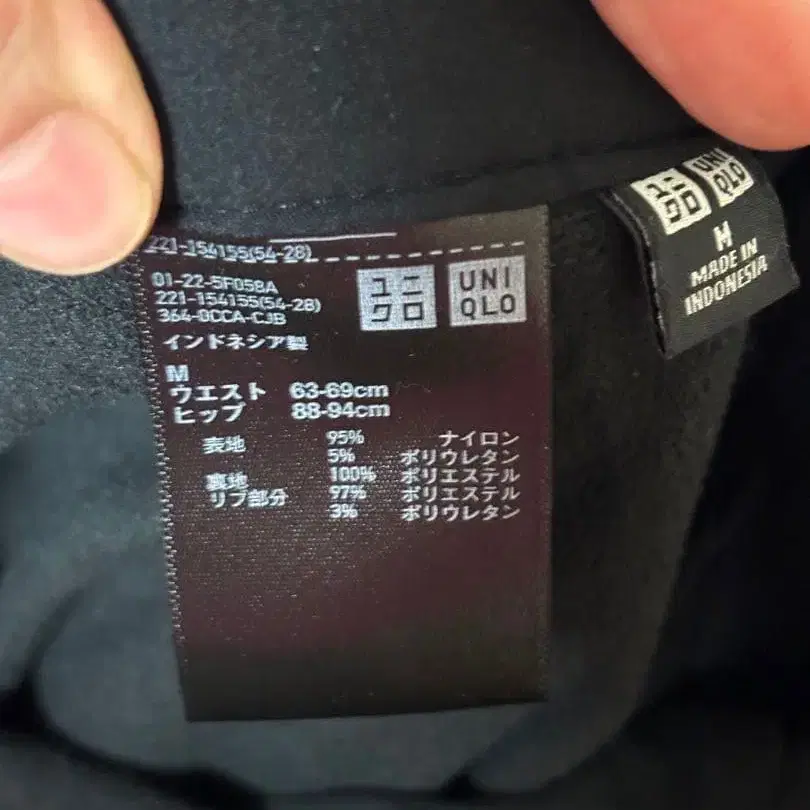 221-154155(54-28)
01-22-5F058A
221-154155(54-28)
364-0CCA-CJB
インドネシア製
ユニクロ
UNIQLO
M
ウエスト 63-69cm
ヒップ 88-94cm
表地 95% ナイロン
5% ポリウレタン
裏地 100% ポリエステル
リブ部分 97% ポリエステル
3% ポリウレタン
ユニクロ
UNIQLO
M
MADE IN
INDONESIA